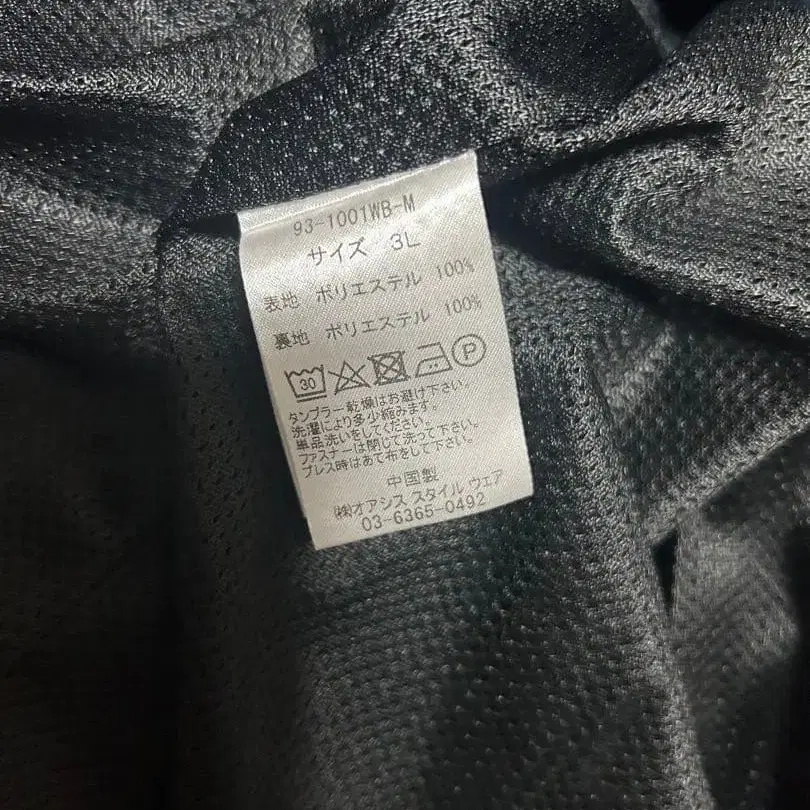 93-1001WB-M
サイズ 3L
表地 ポリエステル 100%
裏地 ポリエステル 100%
30 P
タンブラー乾燥はお避け下さい。
洗濯により多少縮みます。
単品洗いをしてください。
ファスナーは閉じて洗って下さい。
プレス時はあて布をして下さい。
中国製
㈱オアシス スタイル ウェア
03-6365-0492